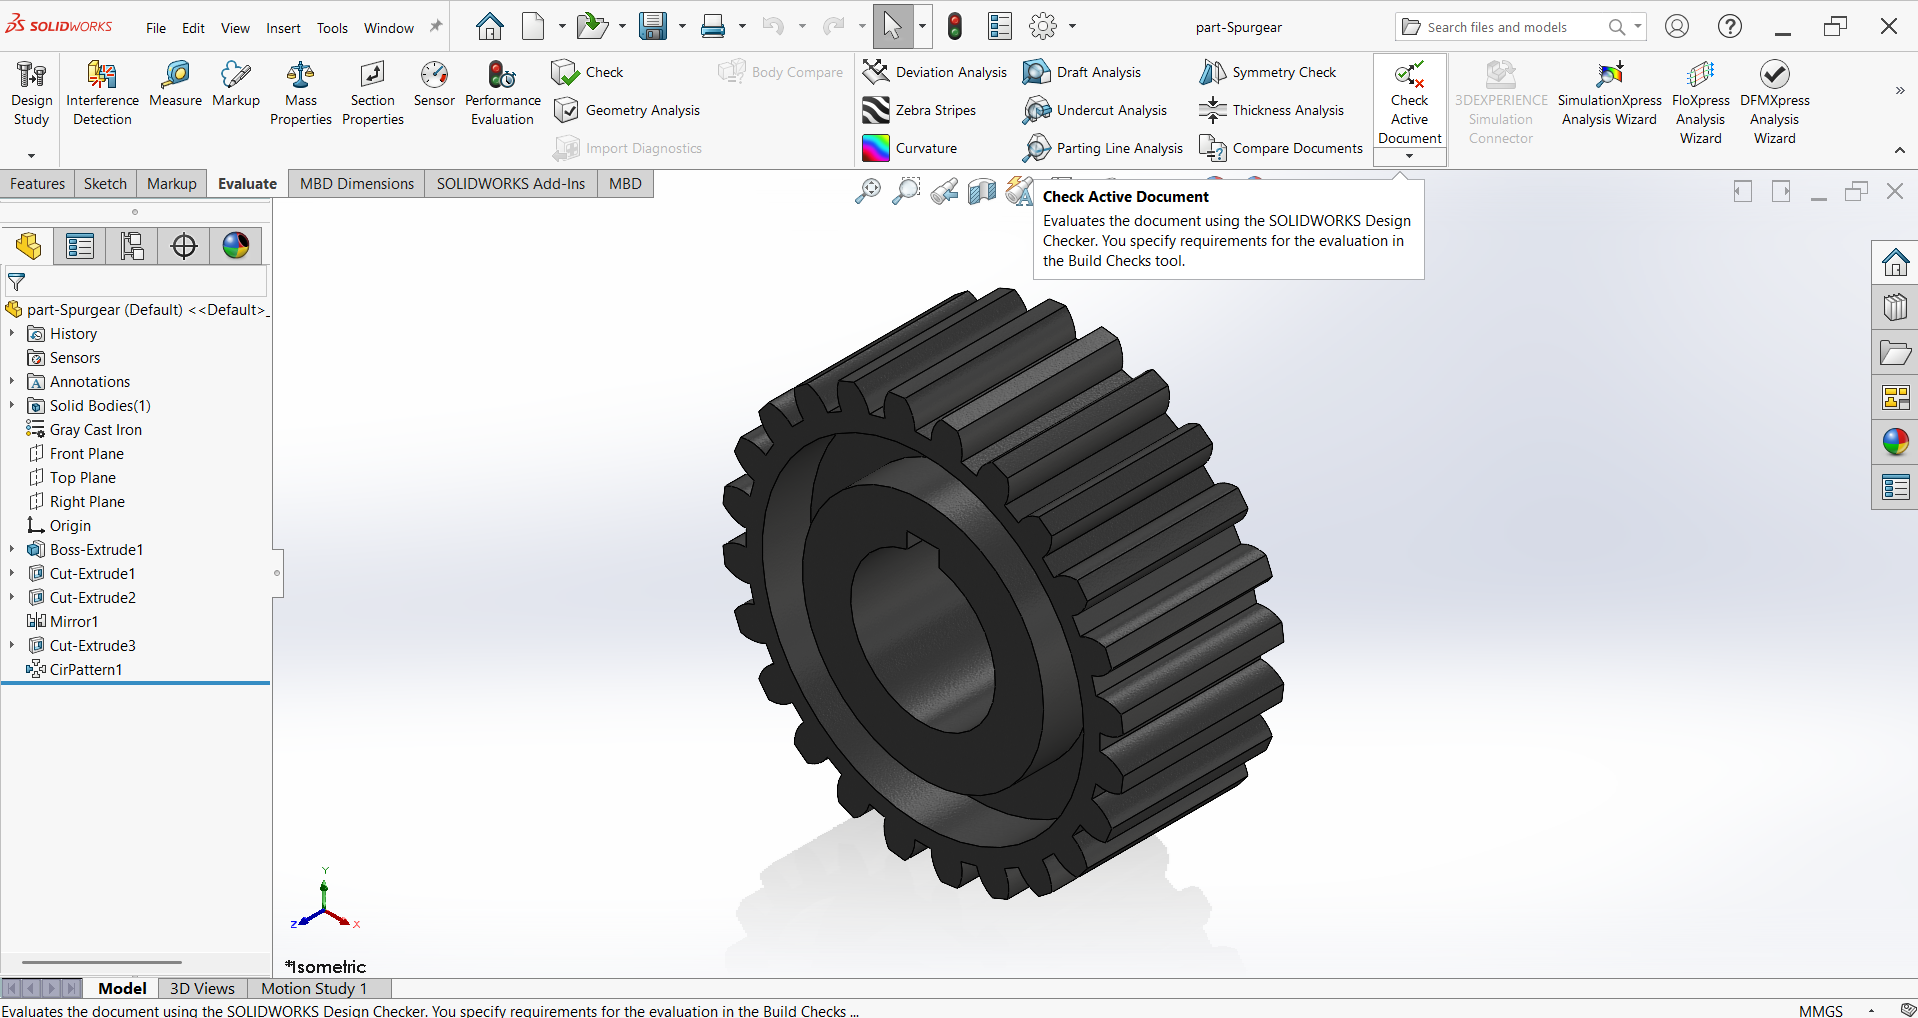 SOLIDWORKS File Edit View Insert Tools Window part-Spurgear Search files and models
Design Study
Interference Detection
Measure
Markup
Mass Properties
Section Properties
Sensor
Performance Evaluation
Check
Geometry Analysis
Import Diagnostics
Body Compare
Deviation Analysis
Zebra Stripes
Curvature
Draft Analysis
Undercut Analysis
Parting Line Analysis
Symmetry Check
Thickness Analysis
Compare Documents
Check Active Document
3DEXPERIENCE Simulation Connector
SimulationXpress Analysis Wizard
FloXpress Analysis Wizard
DFMXpress Analysis Wizard
Features Sketch Markup Evaluate MBD Dimensions SOLIDWORKS Add-Ins MBD
Check Active Document
Evaluates the document using the SOLIDWORKS Design
Checker. You specify requirements for the evaluation in
the Build Checks tool.
part-Spurgear (Default) <<Default>_
History
Sensors
Annotations
Solid Bodies(1)
Gray Cast Iron
Front Plane
Top Plane
Right Plane
Origin
Boss-Extrude1
Cut-Extrude1
Cut-Extrude2
Mirror1
Cut-Extrude3
CirPattern1
Y
Z X
*Isometric
Model 3D Views Motion Study 1
Evaluates the document using the SOLIDWORKS Design Checker. You specify requirements for the evaluation in the Build Checks ... MMGS